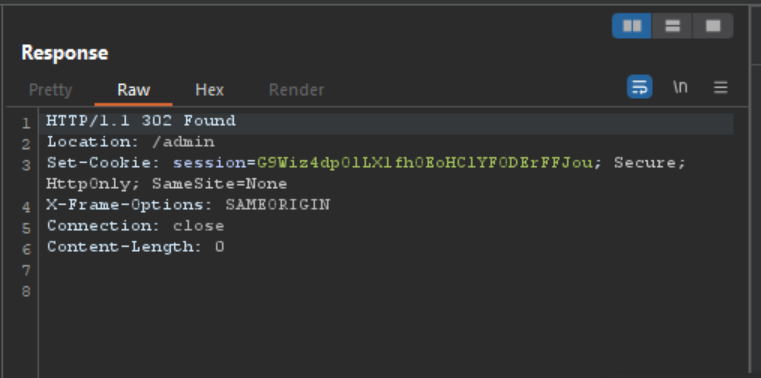 Response
Pretty Raw Hex Render \n
1 HTTP/1.1 302 Found
2 Location: /admin
3 Set-Cookie: session=G9Wiz4dp01LX1fh0EoHC1YF0DErFFJou; Secure;
HttpOnly; SameSite=None
4 X-Frame-Options: SAMEORIGIN
5 Connection: close
6 Content-Length: 0
7
8